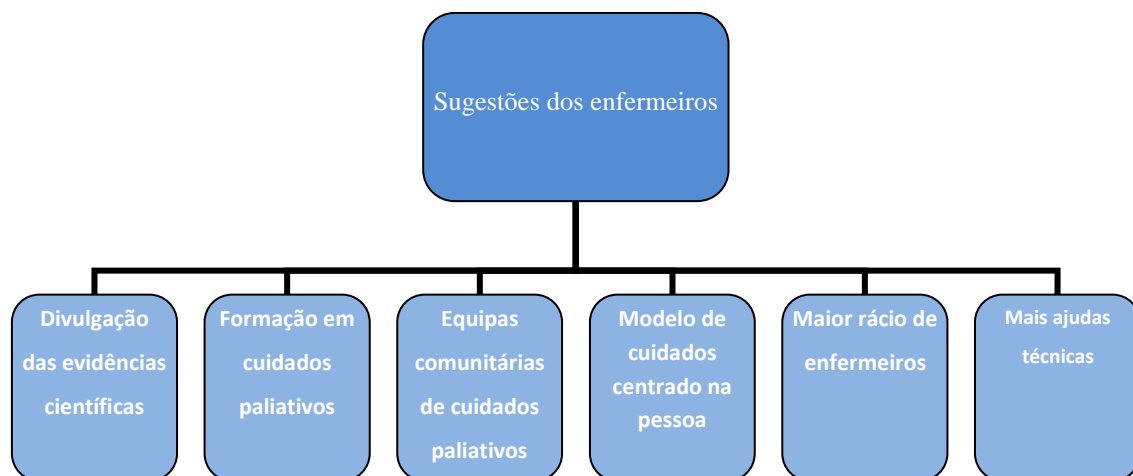 Sugestões dos enfermeiros
Divulgação
das evidências
científicas
Formação em
cuidados
paliativos
Equipas
comunitárias
de cuidados
paliativos
Modelo de
cuidados
centrado na
pessoa
Maior rácio de
enfermeiros
Mais ajudas
técnicas